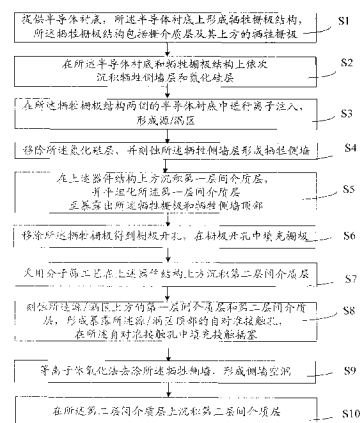 提供半导体衬底，所述半导体衬底上形成牺牲栅极结构，
所述牺牲栅极结构包括栅介质层及其上方的牺牲栅极
S1
在所述半导体衬底和牺牲栅极结构上依次
沉积牺牲侧墙层和氮化硅层
S2
在所述牺牲栅极结构两侧的半导体衬底中进行离子注入，
形成源/漏区
S3
移除所述氮化硅层，并刻蚀所述牺牲侧墙层形成牺牲侧墙
S4
在上述器件结构上方沉积第一层间介质层，
并平坦化所述第一层间介质层
至暴露出所述牺牲栅极和牺牲侧墙顶部
S5
移除所述牺牲栅极得到栅极开孔，在栅极开孔中填充栅极
S6
采用分子筛工艺在上述器件结构上方沉积第二层间介质层
S7
刻蚀所述源/漏区上方的第一层间介质层和第二层间介质
层，形成暴露所述源/漏区顶部的自对准接触孔，
在所述自对准接触孔中填充接触插塞
S8
等离子体氧化法去除所述牺牲侧墙，形成侧墙空洞
S9
在所述第二层间介质层上沉积第三层间介质层
S10